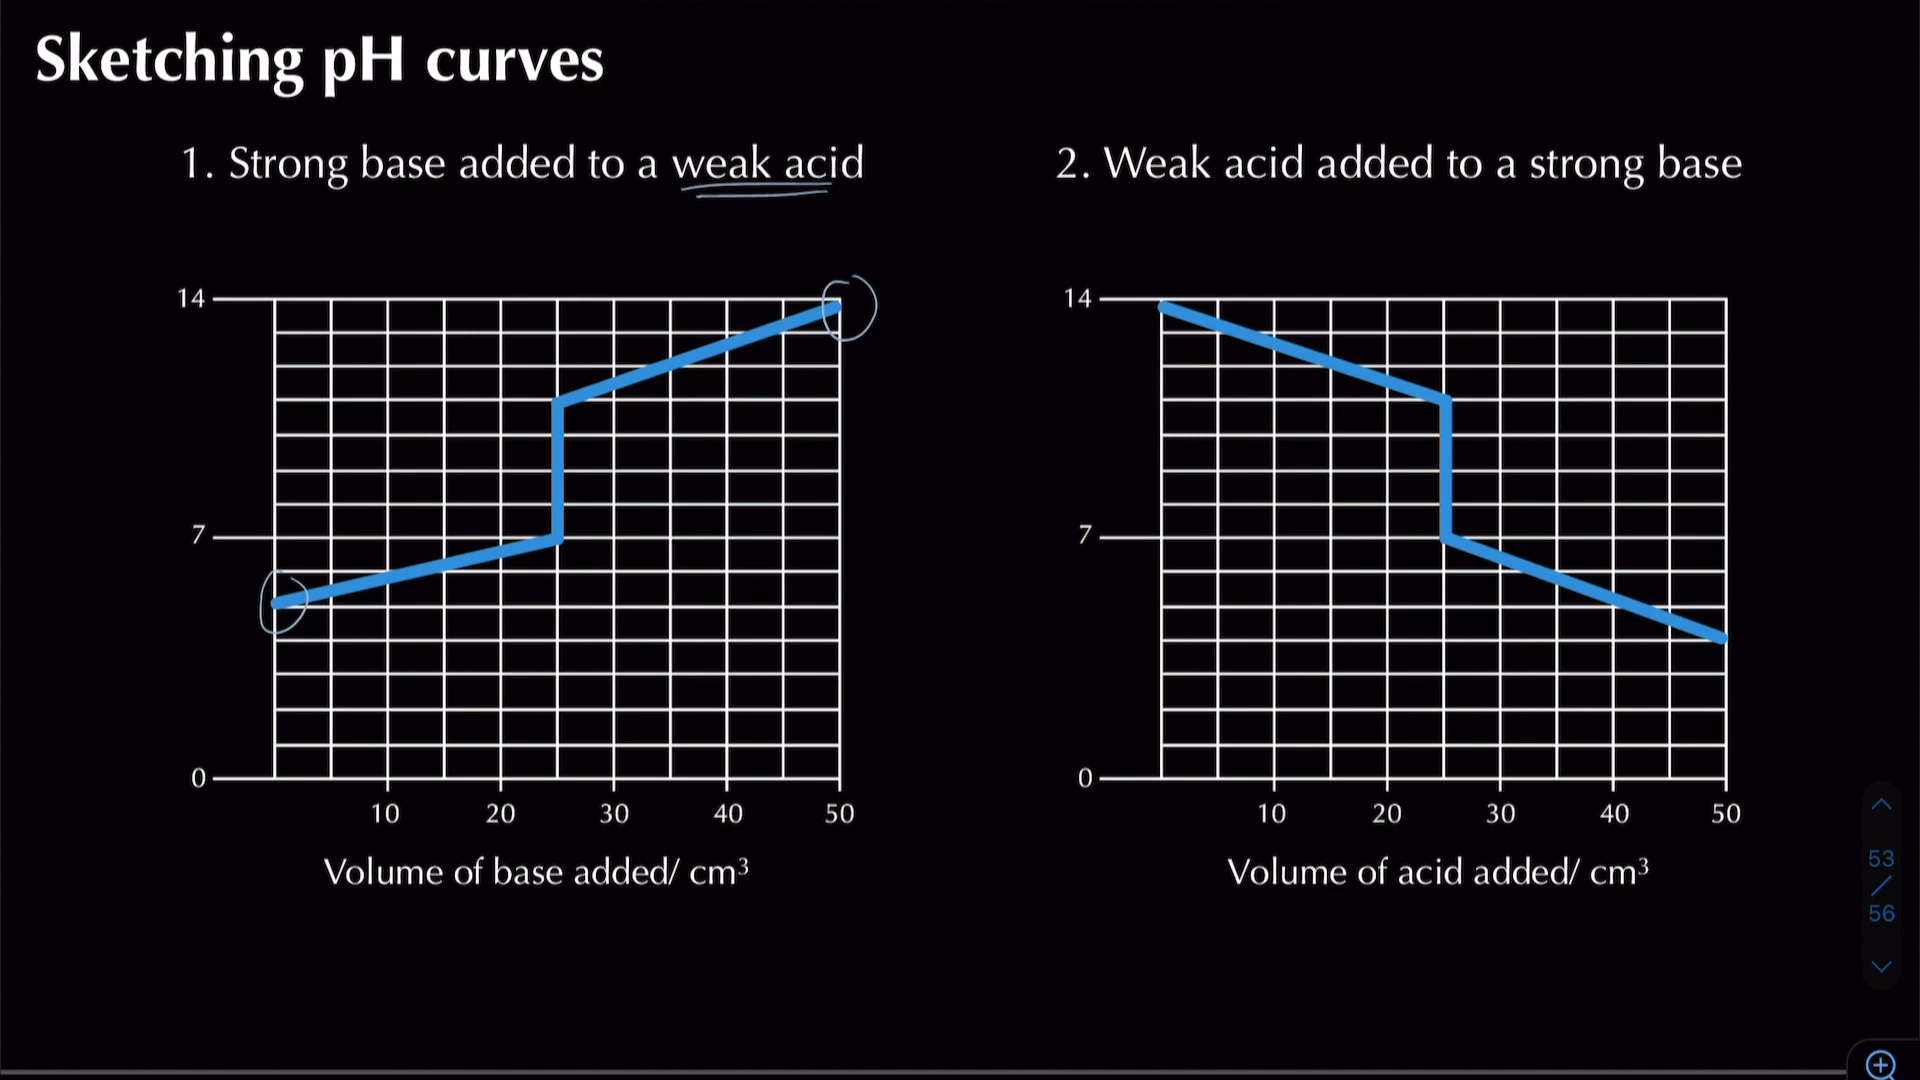 Sketching pH curves
1. Strong base added to a weak acid
2. Weak acid added to a strong base
14
7
0
10 20 30 40 50
Volume of base added/ cm³
14
7
0
10 20 30 40 50
Volume of acid added/ cm³
53
/
56